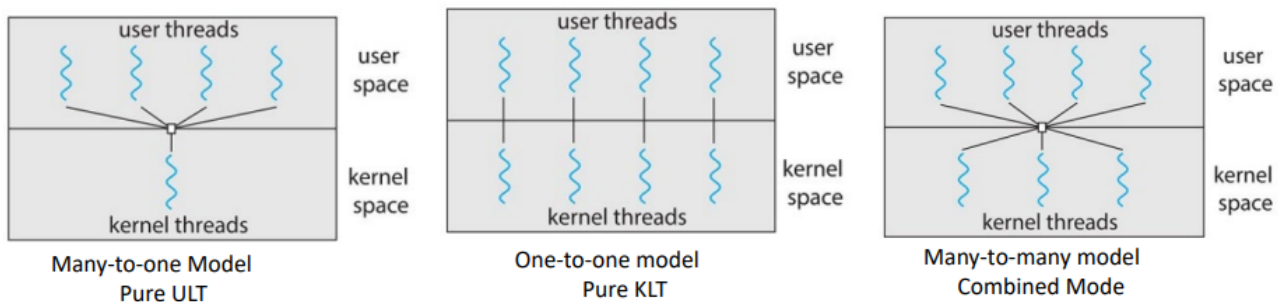 user threads
user
space
kernel
space
kernel threads
Many-to-one Model
Pure ULT
user threads
user
space
kernel
space
kernel threads
One-to-one model
Pure KLT
user threads
user
space
kernel
space
kernel threads
Many-to-many model
Combined Mode